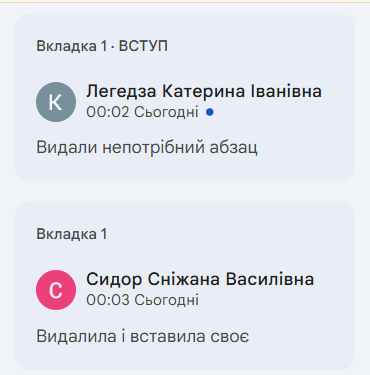 Вкладка 1 · ВСТУП
К
Легедза Катерина Іванівна
00:02 Сьогодні
Видали непотрібний абзац
Вкладка 1
С
Сидор Сніжана Василівна
00:03 Сьогодні
Видалила і вставила своє